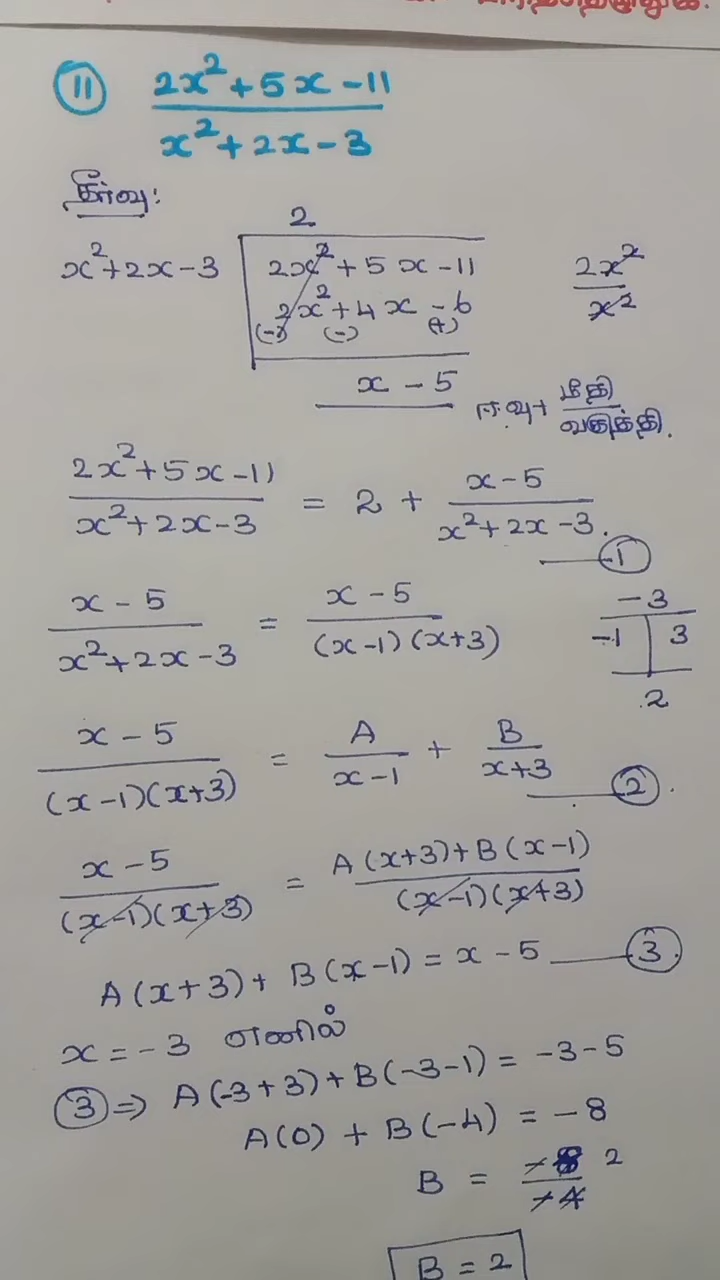 ⑪ (2x² + 5x - 11)/(x² + 2x - 3)
தீர்வு:
2
x² + 2x - 3 2x² + 5x - 11 2x²/x²
2x² + 4x - 6
(-) (-) (+)
x - 5 ஈவு + மீதி/வகுத்தி.
(2x² + 5x - 11)/(x² + 2x - 3) = 2 + (x - 5)/(x² + 2x - 3). —①
(x - 5)/(x² + 2x - 3) = (x - 5)/((x-1)(x+3))
-3
-1 | 3
2
(x - 5)/((x-1)(x+3)) = A/(x-1) + B/(x+3) —②.
(x - 5)/((x-1)(x+3)) = (A(x+3) + B(x-1))/((x-1)(x+3))
A(x+3) + B(x-1) = x - 5 —③
x = -3 எனில்
③ ⇒ A(-3+3) + B(-3-1) = -3-5
A(0) + B(-4) = -8
B = -8/-4 2
B = 2